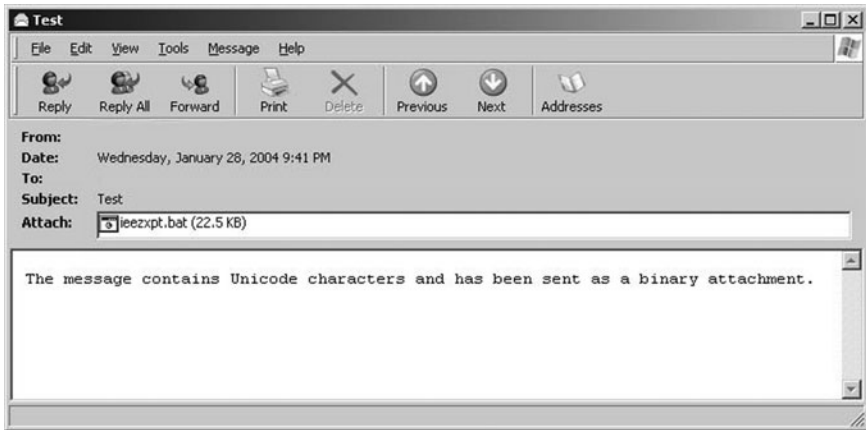 Test
File Edit View Tools Message Help
Reply Reply All Forward Print Delete Previous Next Addresses
From:
Date: Wednesday, January 28, 2004 9:41 PM
To:
Subject: Test
Attach: ieezxpt.bat (22.5 KB)
The message contains Unicode characters and has been sent as a binary attachment.